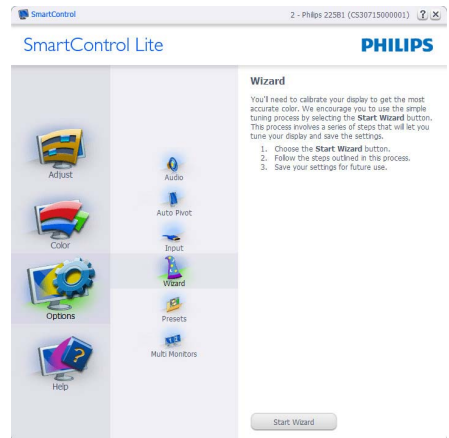 SmartControl
2 - Philips 225B1 (CS30715000001)
? X
SmartControl Lite
PHILIPS
Adjust
Color
Options
Help
Audio
Auto Pivot
Input
Wizard
Presets
Multi Monitors
Wizard
You'll need to calibrate your display to get the most
accurate color. We encourage you to use the simple
tuning process by selecting the Start Wizard button.
This process involves a series of steps that will let you
tune your display and save the settings.
1. Choose the Start Wizard button.
2. Follow the steps outlined in this process.
3. Save your settings for future use.
Start Wizard